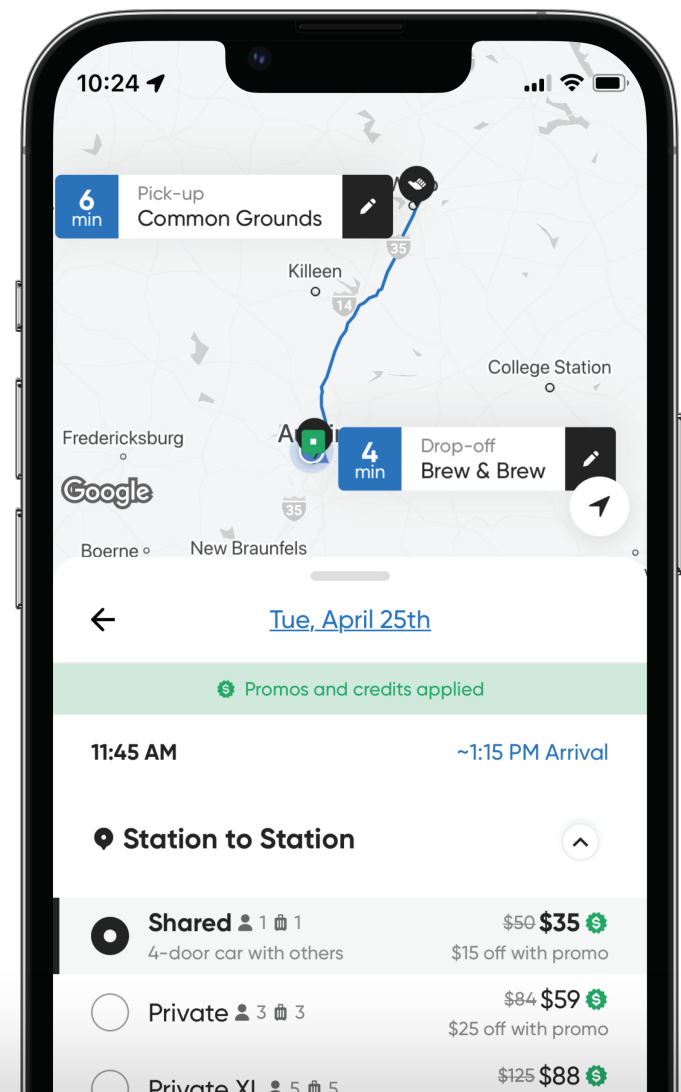 10:24
6
min
Pick-up
Common Grounds
35
Killeen
14
College Station
Fredericksburg
4
min
Drop-off
Brew & Brew
Google
35
Boerne
New Braunfels
Tue, April 25th
Promos and credits applied
11:45 AM
~1:15 PM Arrival
Station to Station
Shared 1 1
$50 $35
4-door car with others
$15 off with promo
Private 3 3
$84 $59
$25 off with promo
Private XL 5 5
$125 $88